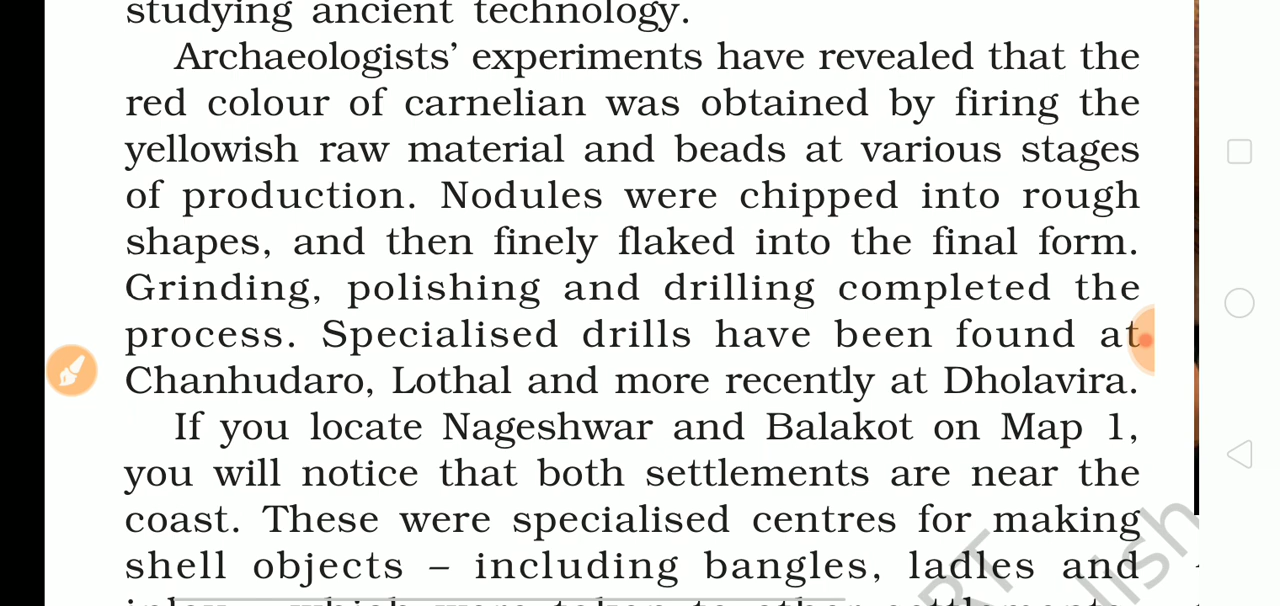 studying ancient technology.
Archaeologists’ experiments have revealed that the
red colour of carnelian was obtained by firing the
yellowish raw material and beads at various stages
of production. Nodules were chipped into rough
shapes, and then finely flaked into the final form.
Grinding, polishing and drilling completed the
process. Specialised drills have been found at
Chanhudaro, Lothal and more recently at Dholavira.
If you locate Nageshwar and Balakot on Map 1,
you will notice that both settlements are near the
coast. These were specialised centres for making
shell objects – including bangles, ladles and